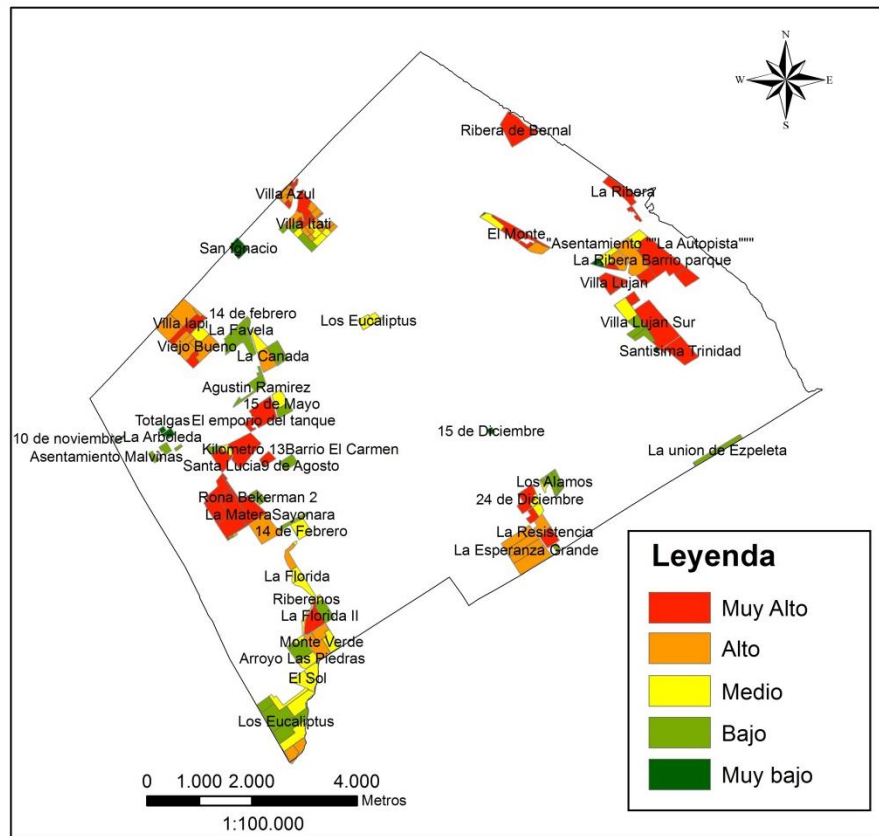 N
W
E
S
Ribera de Bernal
La Ribera
Villa Azul
Villa Itati
El Monte
San Ignacio
"Asentamiento ""La Autopista"""
La Ribera Barrio parque
Villa Lujan
14 de febrero
Villa Iapi
La Favela
Los Eucaliptus
Villa Lujan Sur
Viejo Bueno
La Canada
Santisima Trinidad
Agustin Ramirez
15 de Mayo
Totalgas
El emporio del tanque
15 de Diciembre
10 de noviembre
La Arboleda
Kilometro 13
Barrio El Carmen
La union de Ezpeleta
Asentamiento Malvinas
Santa Lucia
9 de Agosto
Los Alamos
Rona Bekerman 2
24 de Diciembre
La Matera
Sayonara
14 de Febrero
La Resistencia
La Esperanza Grande
La Florida
Riberenos
La Florida II
Monte Verde
Arroyo Las Piedras
El Sol
Los Eucaliptus
Leyenda
Muy Alto
Alto
Medio
Bajo
Muy bajo
0 1.000 2.000 4.000
Metros
1:100.000